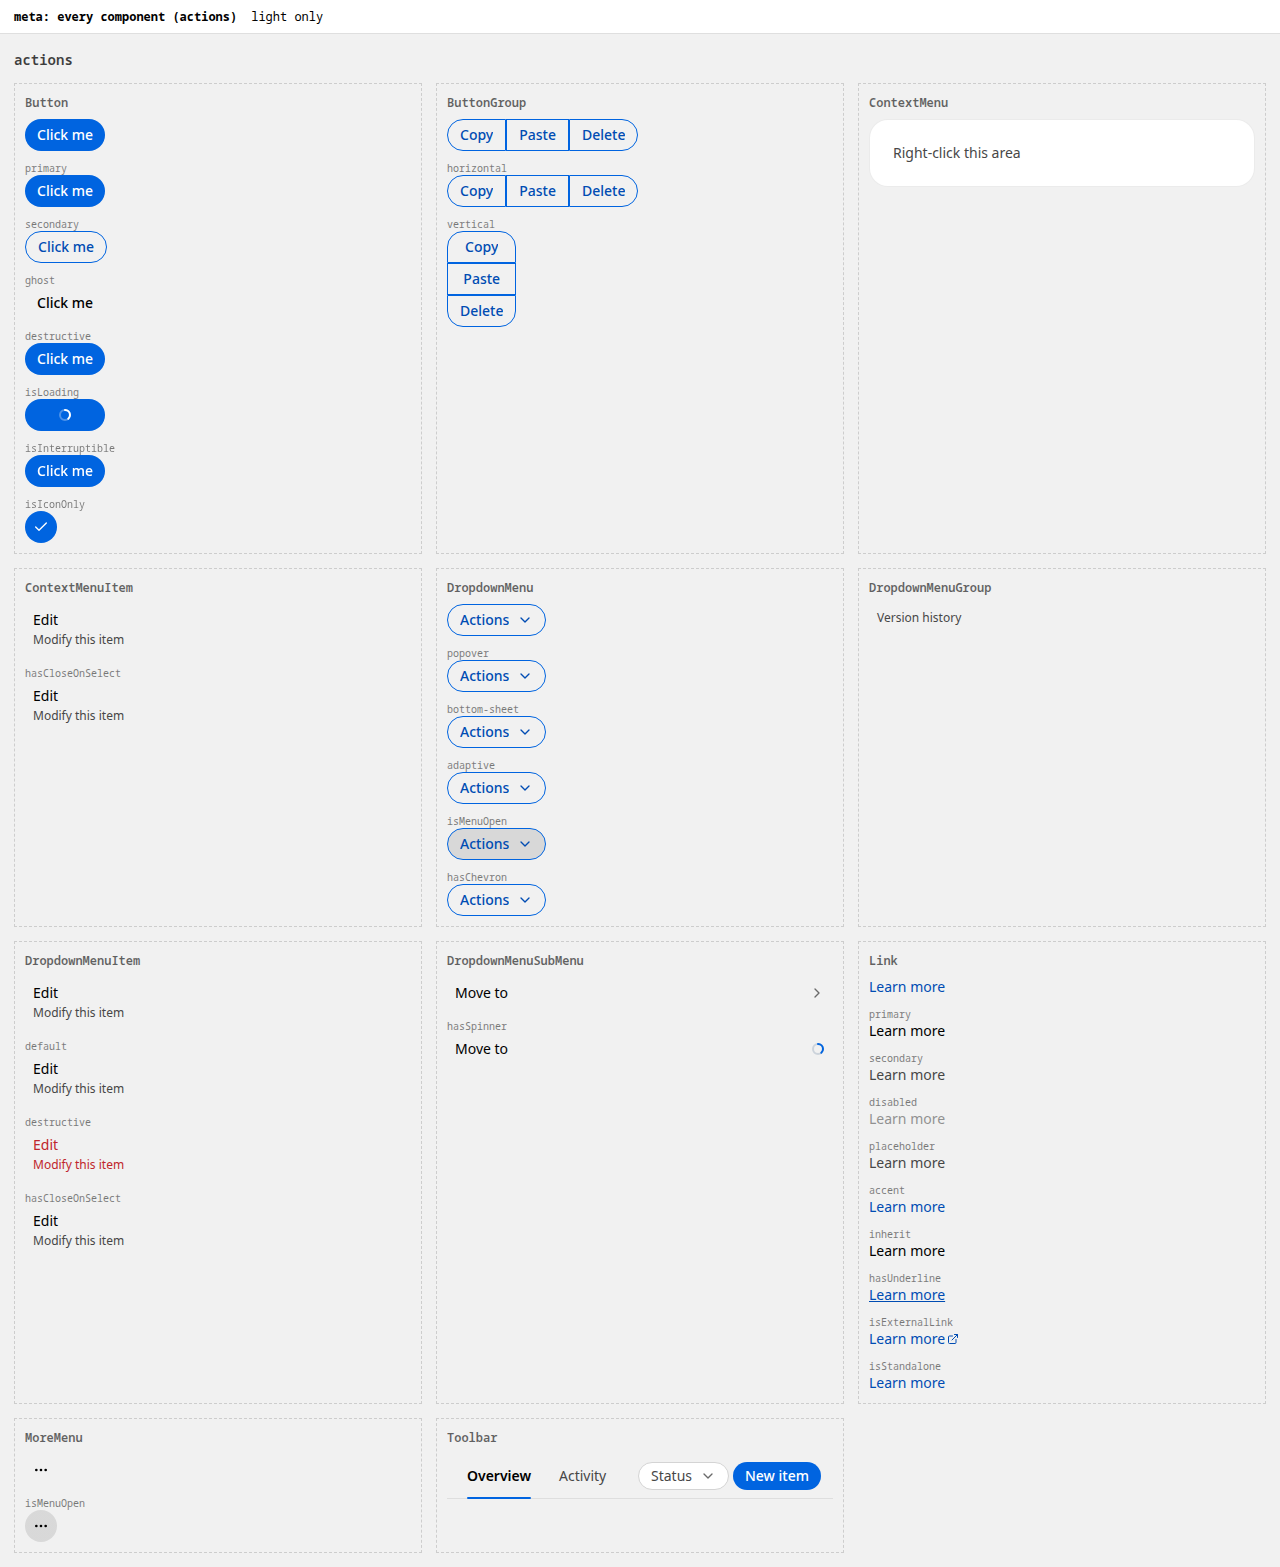 meta: every component (actions) light only
actions
Button
Click me
primary
Click me
secondary
Click me
ghost
Click me
destructive
Click me
isLoading
isInterruptible
Click me
isIconOnly
ButtonGroup
Copy Paste Delete
horizontal
Copy Paste Delete
vertical
Copy
Paste
Delete
ContextMenu
Right-click this area
ContextMenuItem
Edit
Modify this item
hasCloseOnSelect
Edit
Modify this item
DropdownMenu
Actions
popover
Actions
bottom-sheet
Actions
adaptive
Actions
isMenuOpen
Actions
hasChevron
Actions
DropdownMenuGroup
Version history
DropdownMenuItem
Edit
Modify this item
default
Edit
Modify this item
destructive
Edit
Modify this item
hasCloseOnSelect
Edit
Modify this item
DropdownMenuSubMenu
Move to
hasSpinner
Move to
Link
Learn more
primary
Learn more
secondary
Learn more
disabled
Learn more
placeholder
Learn more
accent
Learn more
inherit
Learn more
hasUnderline
Learn more
isExternalLink
Learn more
isStandalone
Learn more
MoreMenu
isMenuOpen
Toolbar
Overview Activity Status New item